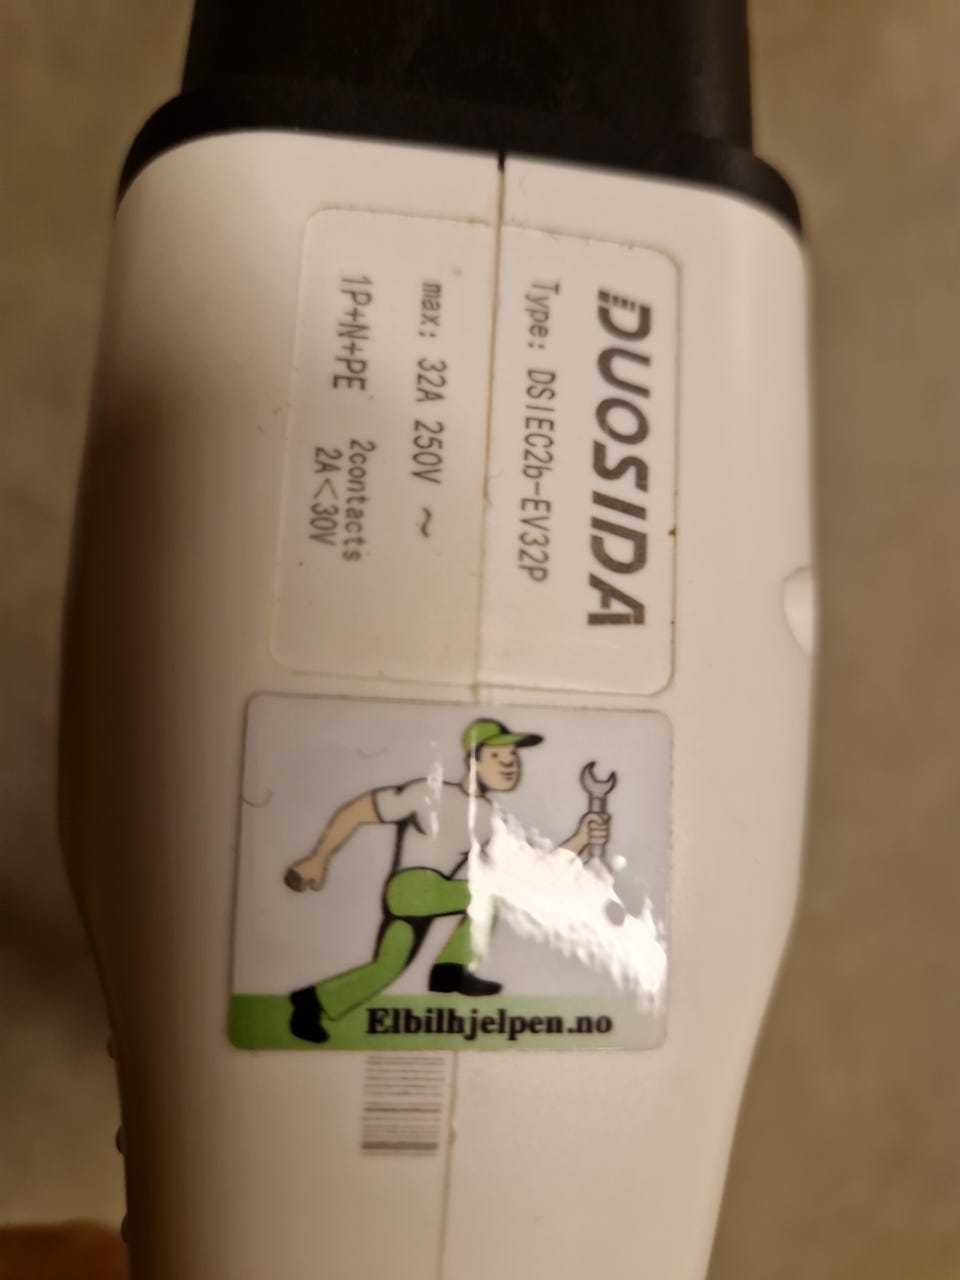 DUOSIDA
Type: DSIEC2b-EV32P
max: 32A 250V ~
1P+N+PE 2contacts
2A<30V
Elbilhjelpen.no